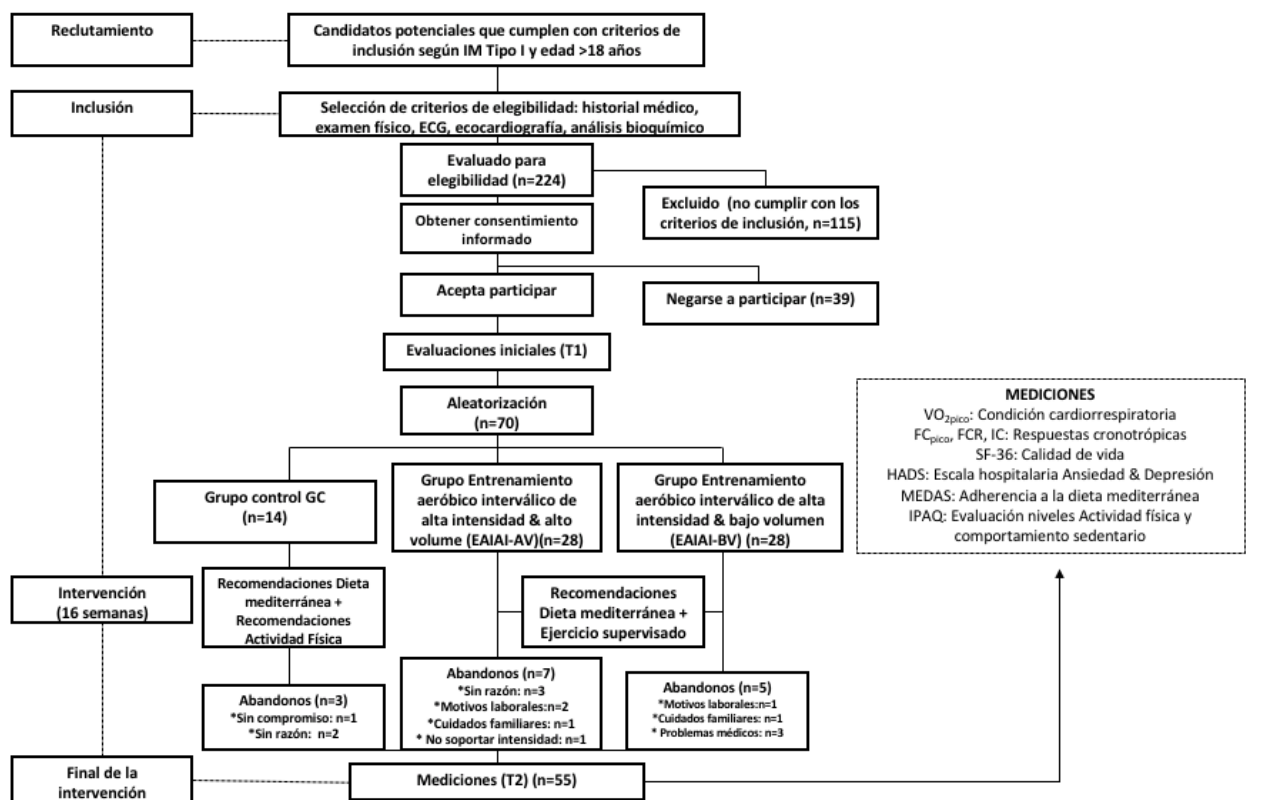 Reclutamiento
Candidatos potenciales que cumplen con criterios de
inclusión según IM Tipo I y edad >18 años
Inclusión
Selección de criterios de elegibilidad: historial médico,
examen físico, ECG, ecocardiografía, análisis bioquímico
Evaluado para
elegibilidad (n=224)
Excluido (no cumplir con los
criterios de inclusión, n=115)
Obtener consentimiento
informado
Acepta participar
Negarse a participar (n=39)
Evaluaciones iniciales (T1)
Aleatorización
(n=70)
MEDICIONES
VO2pico: Condición cardiorrespiratoria
FCpico, FCR, IC: Respuestas cronotrópicas
SF-36: Calidad de vida
HADS: Escala hospitalaria Ansiedad & Depresión
MEDAS: Adherencia a la dieta mediterránea
IPAQ: Evaluación niveles Actividad física y
comportamiento sedentario
Grupo control GC
(n=14)
Grupo Entrenamiento
aeróbico interválico de
alta intensidad & alto
volume (EAIAI-AV)(n=28)
Grupo Entrenamiento
aeróbico interválico de alta
intensidad & bajo volumen
(EAIAI-BV) (n=28)
Intervención
(16 semanas)
Recomendaciones Dieta
mediterránea +
Recomendaciones
Actividad Física
Recomendaciones
Dieta mediterránea +
Ejercicio supervisado
Abandonos (n=3)
*Sin compromiso: n=1
*Sin razón: n=2
Abandonos (n=7)
*Sin razón: n=3
*Motivos laborales:n=2
*Cuidados familiares: n=1
* No soportar intensidad: n=1
Abandonos (n=5)
*Motivos laborales:n=1
*Cuidados familiares: n=1
* Problemas médicos: n=3
Final de la
intervención
Mediciones (T2) (n=55)